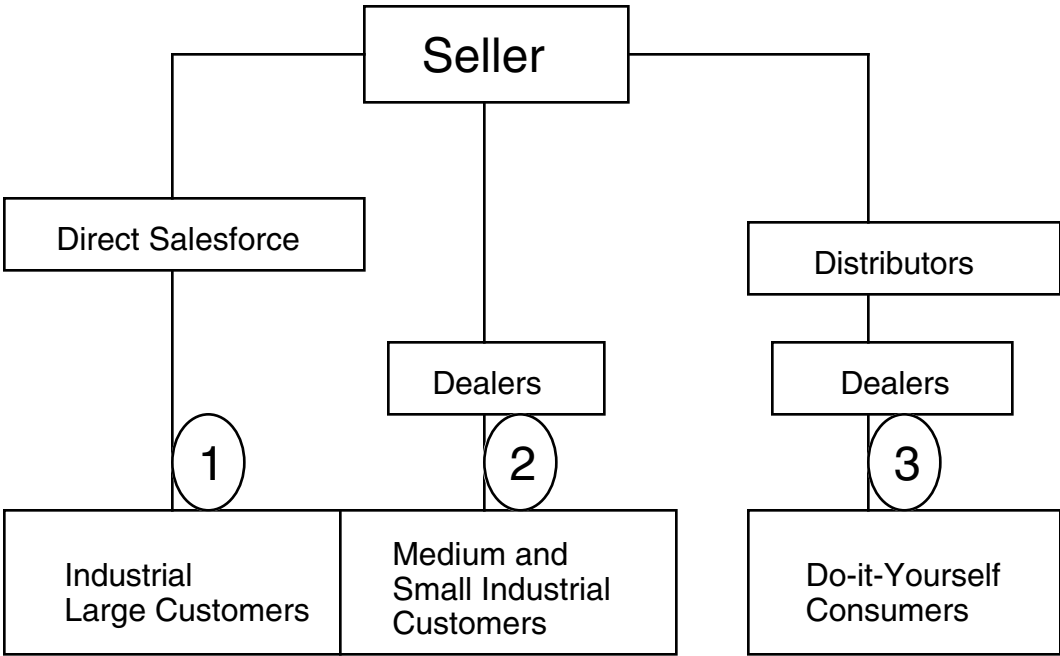 Seller
Direct Salesforce
Distributors
Dealers
Dealers
1
2
3
Industrial
Large Customers
Medium and
Small Industrial
Customers
Do-it-Yourself
Consumers